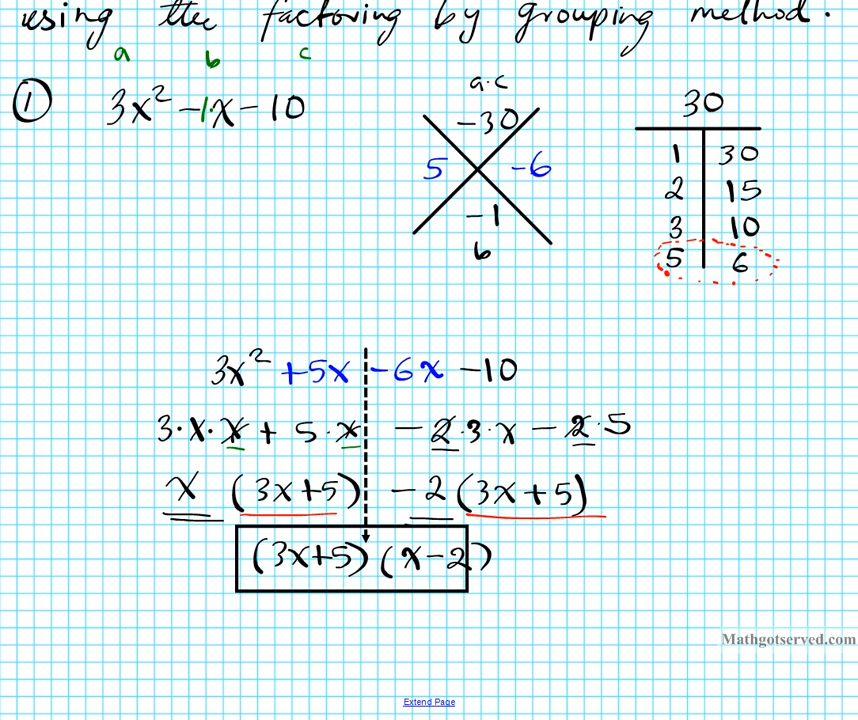 using the factoring by grouping method.
a b c
① 3x² -1·x - 10
a·c
-30
5 -6
-1
b
30
1 30
2 15
3 10
5 6
3x² +5x -6x -10
3·x·x + 5·x - 2·3·x - 2·5
x (3x+5) -2 (3x+5)
(3x+5) (x-2)
Mathgotserved.com
Extend Page